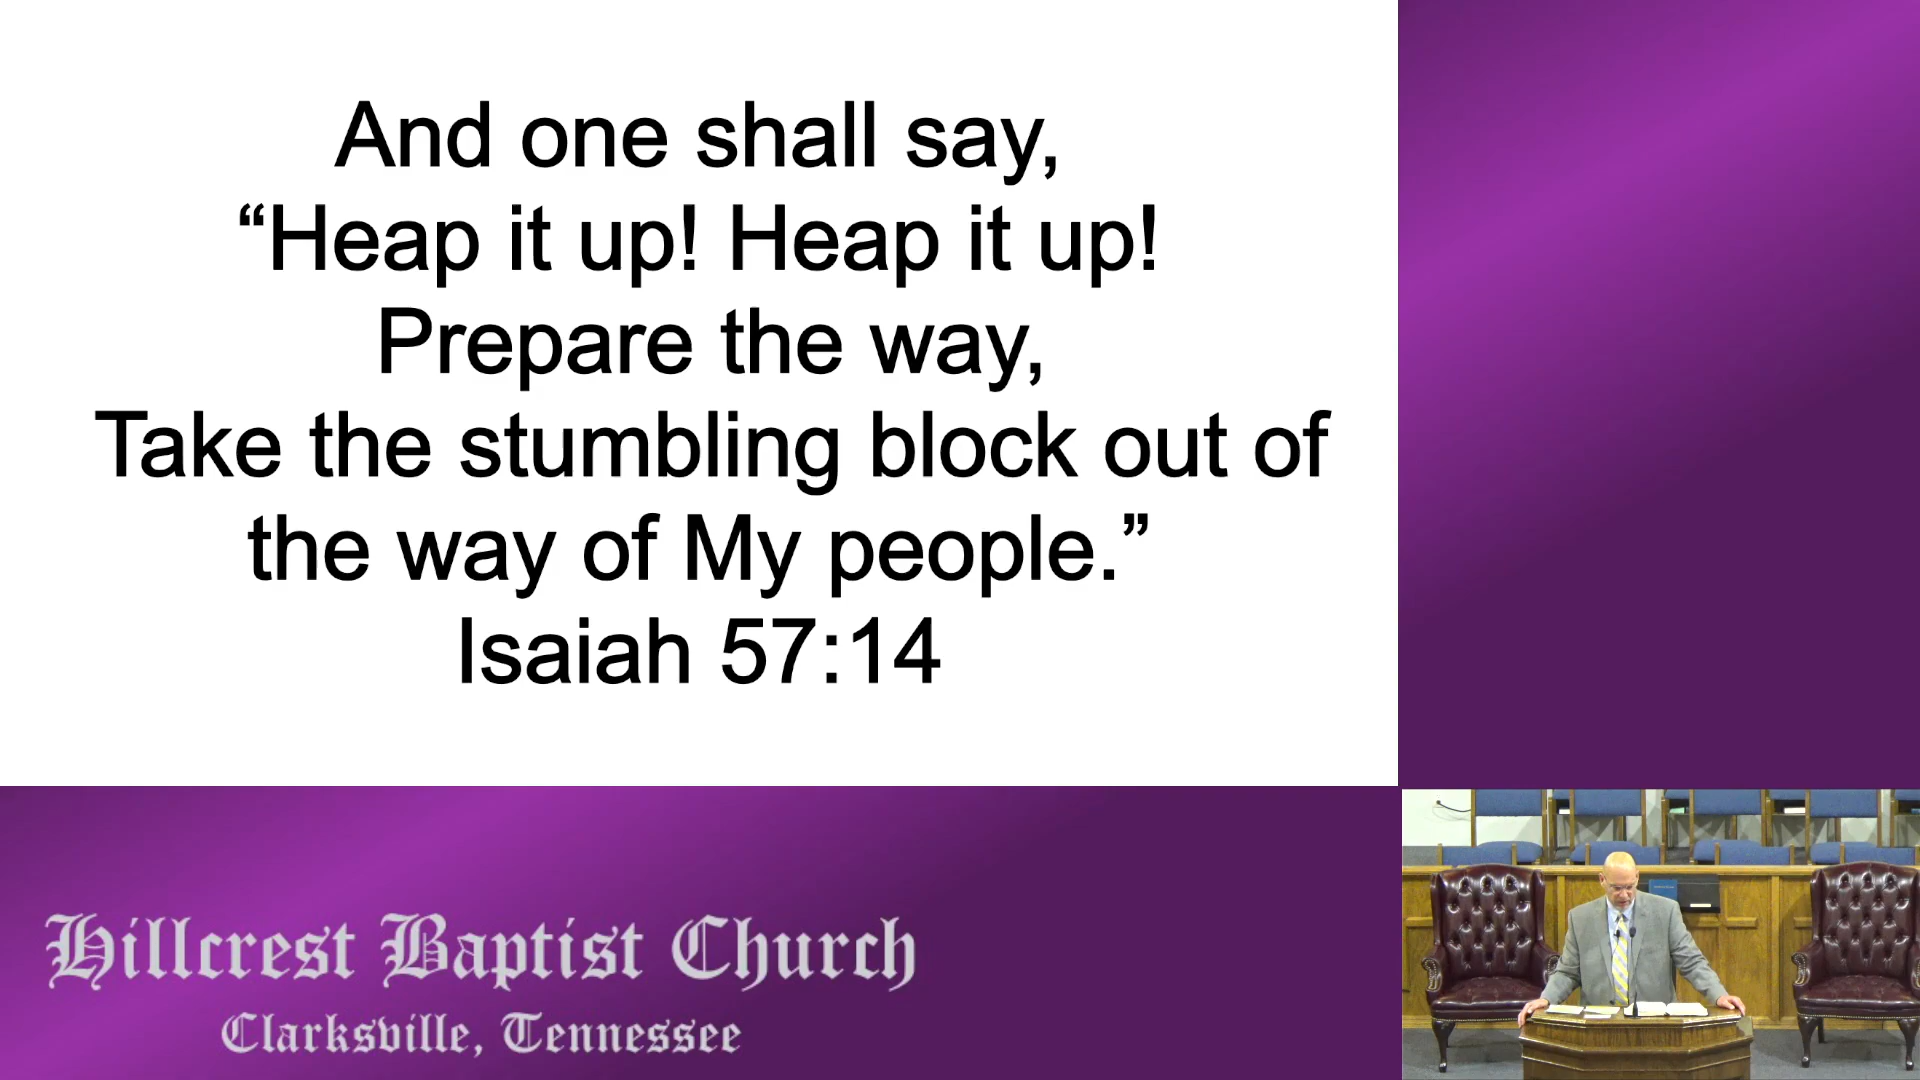 And one shall say,
“Heap it up! Heap it up!
Prepare the way,
Take the stumbling block out of
the way of My people.”
Isaiah 57:14
Hillcrest Baptist Church
Clarksville, Tennessee